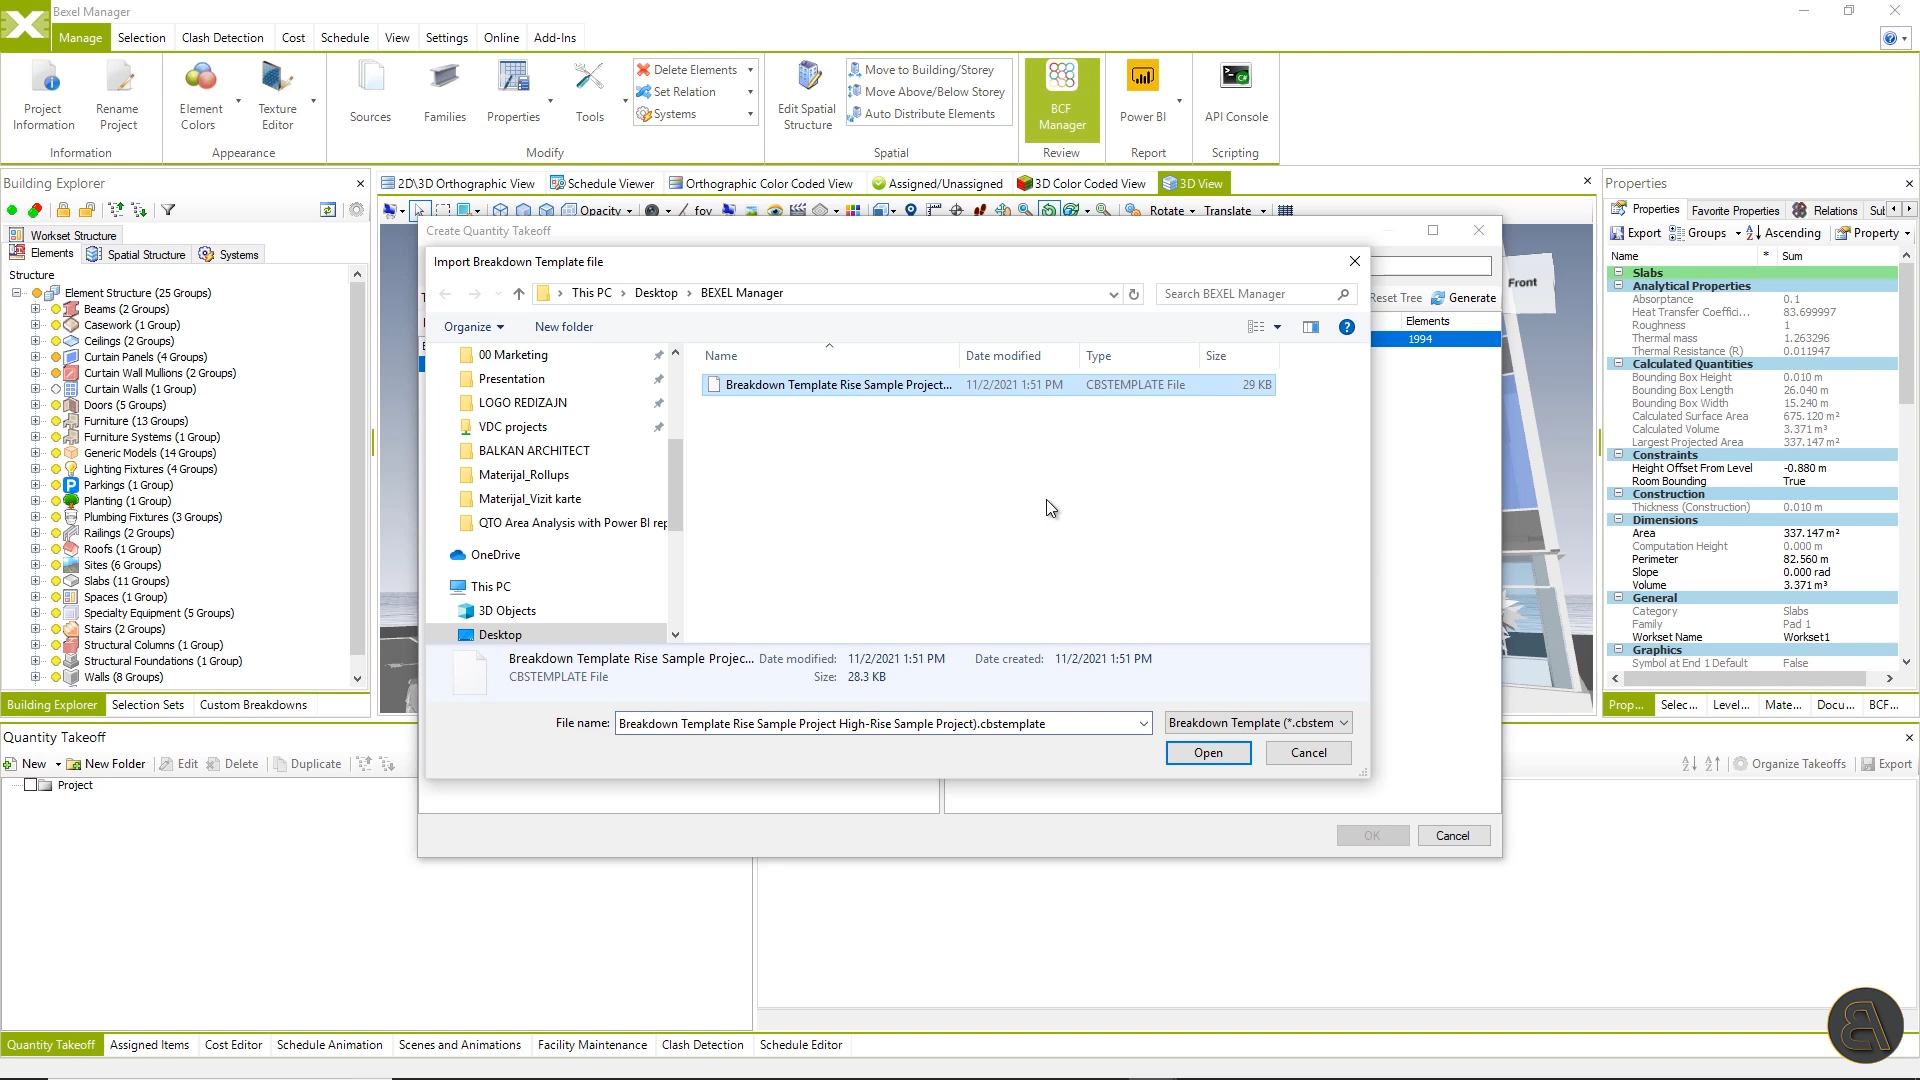 Bexel Manager
Manage Selection Clash Detection Cost Schedule View Settings Online Add-Ins
Project Information
Rename Project
Element Colors
Texture Editor
Sources
Families
Properties
Tools
Delete Elements
Set Relation
Systems
Edit Spatial Structure
Move to Building/Storey
Move Above/Below Storey
Auto Distribute Elements
BCF Manager
Power BI
API Console
Information Appearance Modify Spatial Review Report Scripting
Building Explorer
Workset Structure
Elements Spatial Structure Systems
Structure
Element Structure (25 Groups)
Beams (2 Groups)
Casework (1 Group)
Ceilings (2 Groups)
Curtain Panels (4 Groups)
Curtain Wall Mullions (2 Groups)
Curtain Walls (1 Group)
Doors (5 Groups)
Furniture (13 Groups)
Furniture Systems (1 Group)
Generic Models (14 Groups)
Lighting Fixtures (4 Groups)
Parkings (1 Group)
Planting (1 Group)
Plumbing Fixtures (3 Groups)
Railings (2 Groups)
Roofs (1 Group)
Sites (6 Groups)
Slabs (11 Groups)
Spaces (1 Group)
Specialty Equipment (5 Groups)
Stairs (2 Groups)
Structural Columns (1 Group)
Structural Foundations (1 Group)
Walls (8 Groups)
Building Explorer Selection Sets Custom Breakdowns
2D\3D Orthographic View Schedule Viewer Orthographic Color Coded View Assigned/Unassigned 3D Color Coded View 3D View
Opacity fov Rotate Translate
Create Quantity Takeoff
Reset Tree Generate
Elements
1994
Front
Import Breakdown Template file
This PC > Desktop > BEXEL Manager
Search BEXEL Manager
Organize New folder
00 Marketing
Presentation
LOGO REDIZAJN
VDC projects
BALKAN ARCHITECT
Materijal_Rollups
Materijal_Vizit karte
QTO Area Analysis with Power BI rep
OneDrive
This PC
3D Objects
Desktop
Name Date modified Type Size
Breakdown Template Rise Sample Project... 11/2/2021 1:51 PM CBSTEMPLATE File 29 KB
Breakdown Template Rise Sample Projec... Date modified: 11/2/2021 1:51 PM Date created: 11/2/2021 1:51 PM
CBSTEMPLATE File Size: 28.3 KB
File name: Breakdown Template Rise Sample Project High-Rise Sample Project).cbstemplate Breakdown Template (*.cbstem
Open Cancel
OK Cancel
Properties
Properties Favorite Properties Relations Sut
Export Groups Ascending Property
Name * Sum
Slabs
Analytical Properties
Absorptance 0.1
Heat Transfer Coeffici... 83.699997
Roughness 1
Thermal mass 1.263296
Thermal Resistance (R) 0.011947
Calculated Quantities
Bounding Box Height 0.010 m
Bounding Box Length 26.040 m
Bounding Box Width 15.240 m
Calculated Surface Area 675.120 m²
Calculated Volume 3.371 m³
Largest Projected Area 337.147 m²
Constraints
Height Offset From Level -0.880 m
Room Bounding True
Construction
Thickness (Construction) 0.010 m
Dimensions
Area 337.147 m²
Computation Height 0.000 m
Perimeter 82.560 m
Slope 0.000 rad
Volume 3.371 m³
General
Category Slabs
Family Pad 1
Workset Name Workset1
Graphics
Symbol at End 1 Default False
Prop... Selec... Level... Mate... Docu... BCF...
Quantity Takeoff
New New Folder Edit Delete Duplicate
Organize Takeoffs Export
Project
Quantity Takeoff Assigned Items Cost Editor Schedule Animation Scenes and Animations Facility Maintenance Clash Detection Schedule Editor